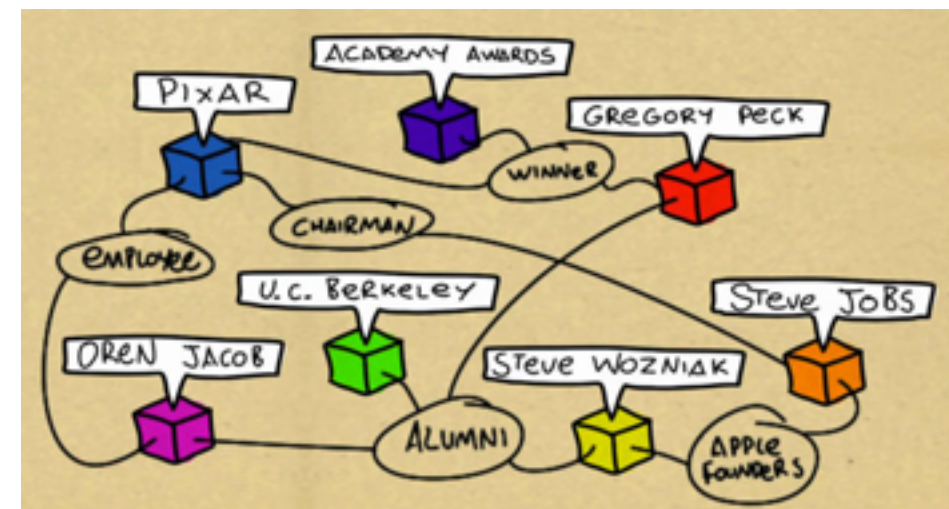 ACADEMY AWARDS
PIXAR
GREGORY PECK
WINNER
CHAIRMAN
EMPLOYEE
U.C. BERKELEY
STEVE JOBS
OREN JACOB
STEVE WOZNIAK
ALUMNI
APPLE
FOUNDERS